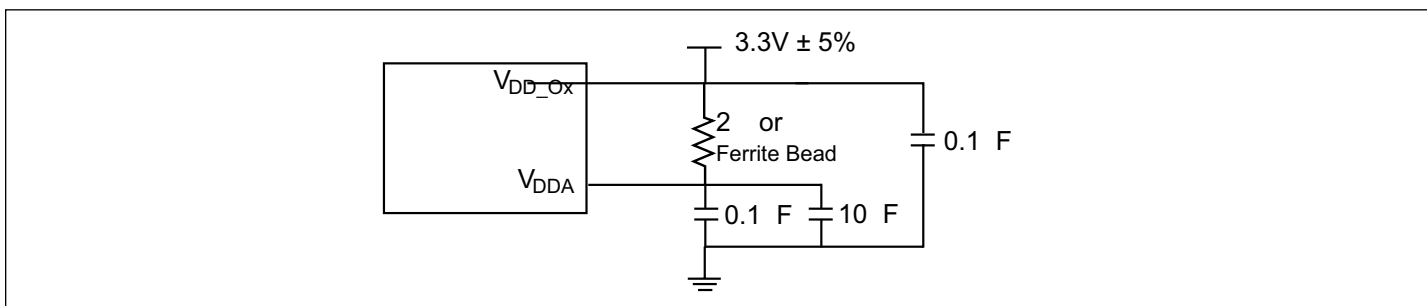 3.3V ± 5%
VDD_Ox
2 or
Ferrite Bead
0.1 F
VDDA
0.1 F
10 F